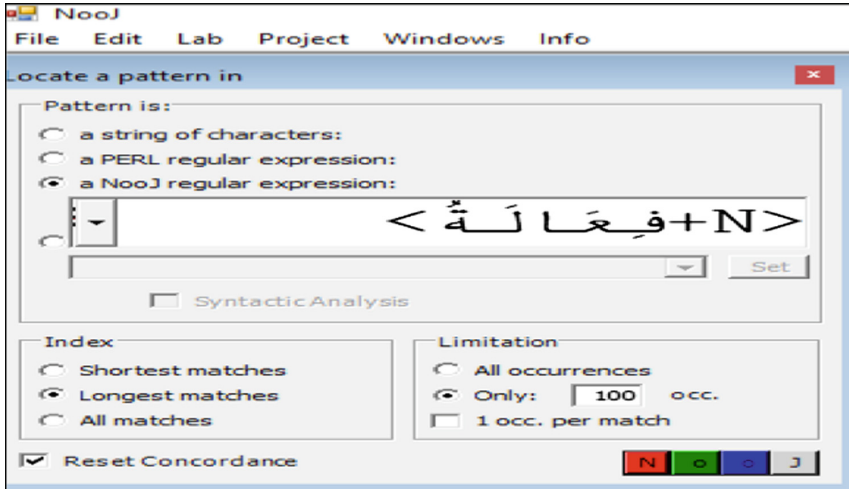 NooJ
File Edit Lab Project Windows Info
Locate a pattern in
Pattern is:
a string of characters:
a PERL regular expression:
a NooJ regular expression:
<N+فِعَالَةٌ>
Set
Syntactic Analysis
Index
Shortest matches
Longest matches
All matches
Limitation
All occurrences
Only: 100 occ.
1 occ. per match
Reset Concordance
N o o J